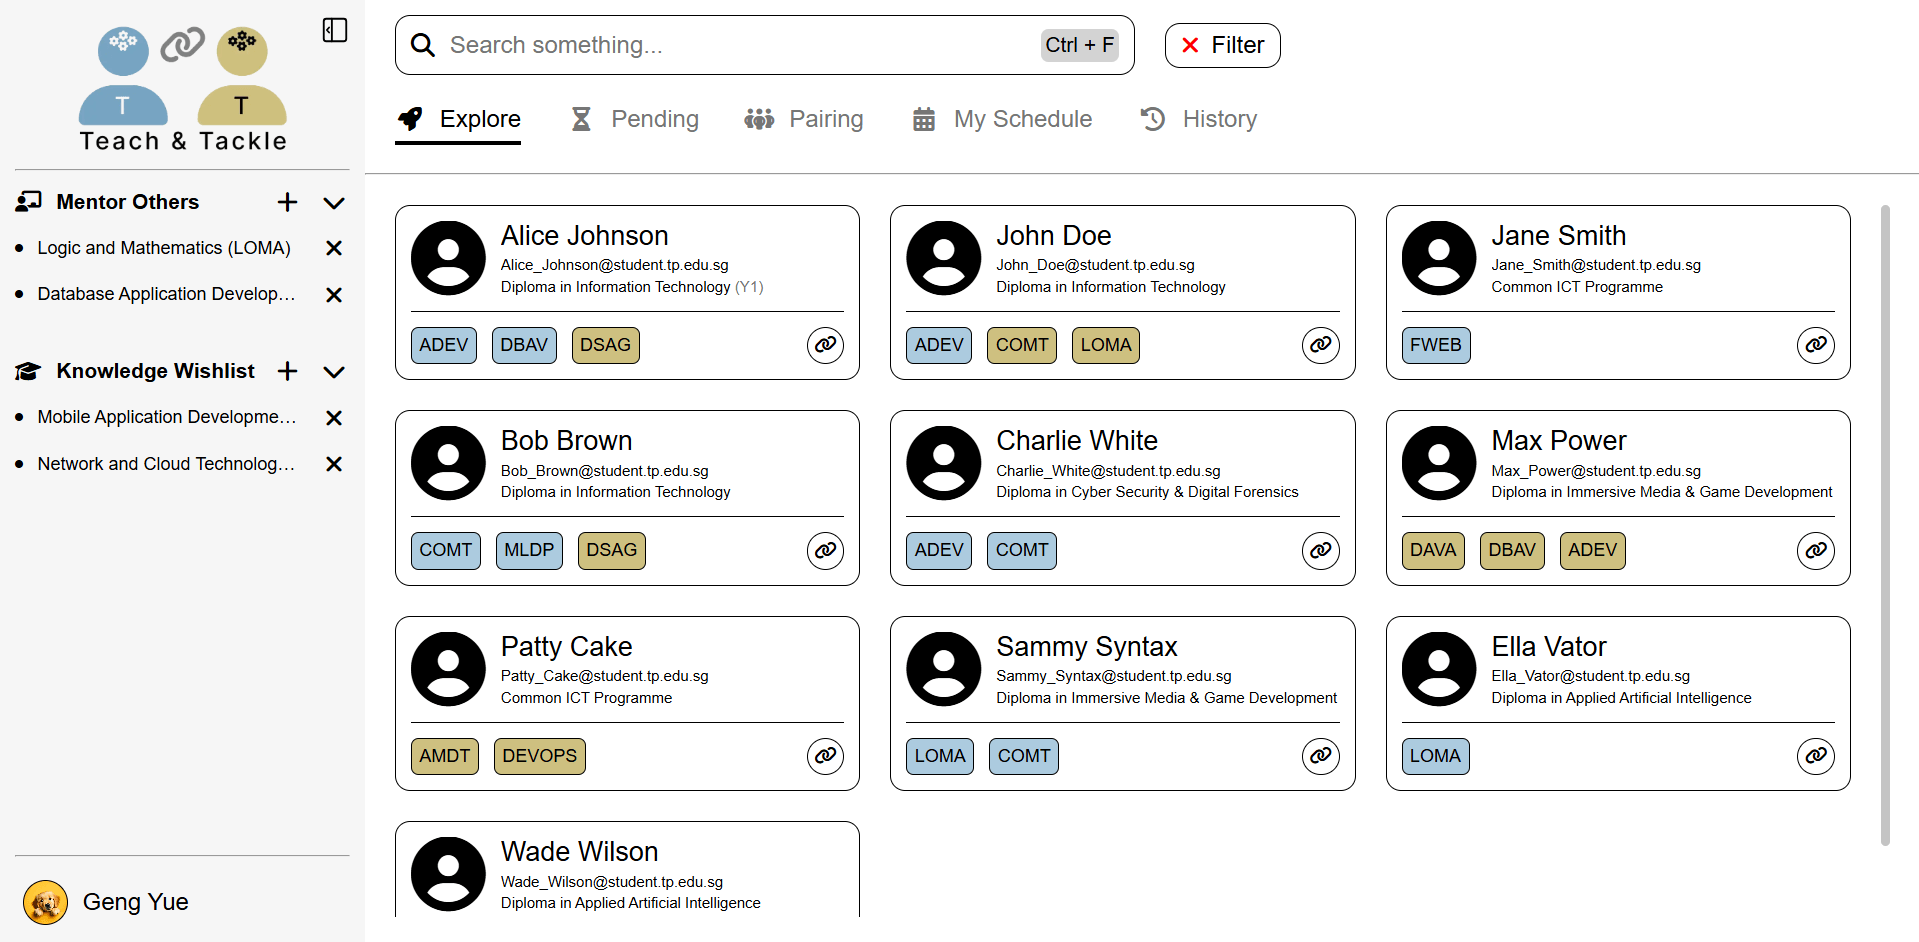 T T
Teach & Tackle
Mentor Others
Logic and Mathematics (LOMA)
Database Application Develop...
Knowledge Wishlist
Mobile Application Developme...
Network and Cloud Technolog...
Geng Yue
Search something...
Ctrl + F
Filter
Explore
Pending
Pairing
My Schedule
History
Alice Johnson
Alice_Johnson@student.tp.edu.sg
Diploma in Information Technology (Y1)
ADEV DBAV DSAG
John Doe
John_Doe@student.tp.edu.sg
Diploma in Information Technology
ADEV COMT LOMA
Jane Smith
Jane_Smith@student.tp.edu.sg
Common ICT Programme
FWEB
Bob Brown
Bob_Brown@student.tp.edu.sg
Diploma in Information Technology
COMT MLDP DSAG
Charlie White
Charlie_White@student.tp.edu.sg
Diploma in Cyber Security & Digital Forensics
ADEV COMT
Max Power
Max_Power@student.tp.edu.sg
Diploma in Immersive Media & Game Development
DAVA DBAV ADEV
Patty Cake
Patty_Cake@student.tp.edu.sg
Common ICT Programme
AMDT DEVOPS
Sammy Syntax
Sammy_Syntax@student.tp.edu.sg
Diploma in Immersive Media & Game Development
LOMA COMT
Ella Vator
Ella_Vator@student.tp.edu.sg
Diploma in Applied Artificial Intelligence
LOMA
Wade Wilson
Wade_Wilson@student.tp.edu.sg
Diploma in Applied Artificial Intelligence